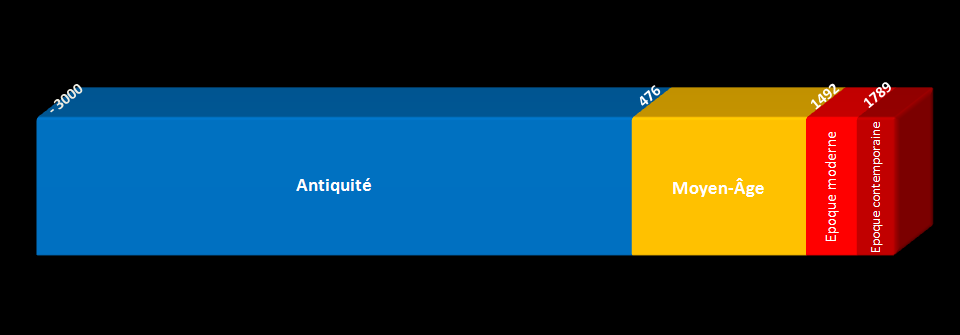 - 3000
476
1492
1789
Antiquité
Moyen-Âge
Epoque moderne
Epoque contemporaine